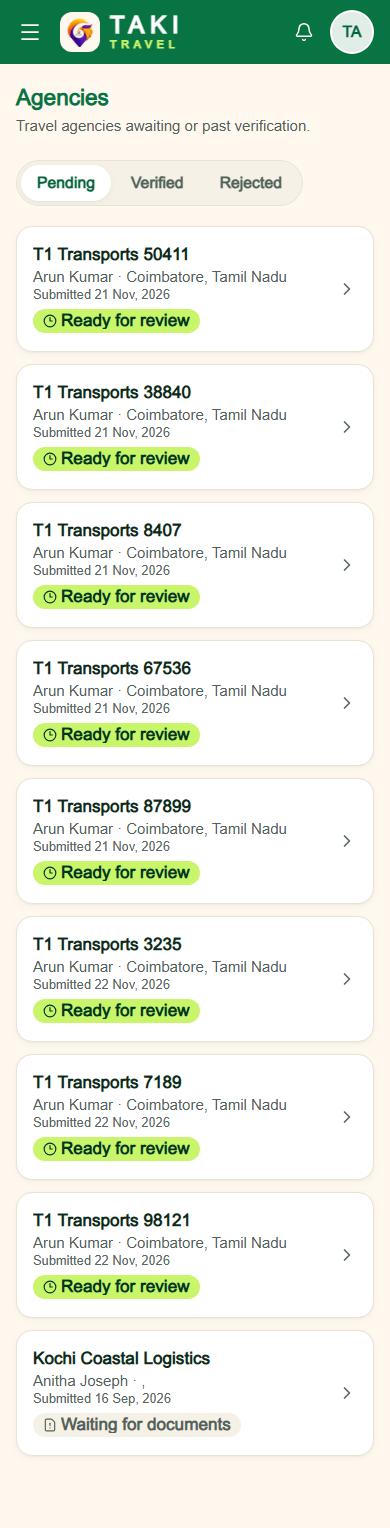 TAKI
TRAVEL
TA
Agencies
Travel agencies awaiting or past verification.
Pending Verified Rejected
T1 Transports 50411
Arun Kumar · Coimbatore, Tamil Nadu
Submitted 21 Nov, 2026
Ready for review
T1 Transports 38840
Arun Kumar · Coimbatore, Tamil Nadu
Submitted 21 Nov, 2026
Ready for review
T1 Transports 8407
Arun Kumar · Coimbatore, Tamil Nadu
Submitted 21 Nov, 2026
Ready for review
T1 Transports 67536
Arun Kumar · Coimbatore, Tamil Nadu
Submitted 21 Nov, 2026
Ready for review
T1 Transports 87899
Arun Kumar · Coimbatore, Tamil Nadu
Submitted 21 Nov, 2026
Ready for review
T1 Transports 3235
Arun Kumar · Coimbatore, Tamil Nadu
Submitted 22 Nov, 2026
Ready for review
T1 Transports 7189
Arun Kumar · Coimbatore, Tamil Nadu
Submitted 22 Nov, 2026
Ready for review
T1 Transports 98121
Arun Kumar · Coimbatore, Tamil Nadu
Submitted 22 Nov, 2026
Ready for review
Kochi Coastal Logistics
Anitha Joseph · ,
Submitted 16 Sep, 2026
Waiting for documents